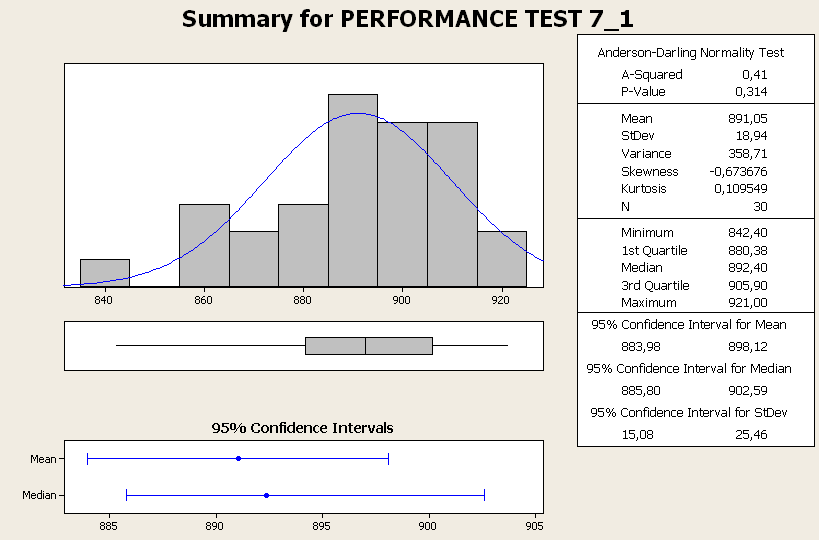 Summary for PERFORMANCE TEST 7_1
840 860 880 900 920
95% Confidence Intervals
Mean
Median
885 890 895 900 905
Anderson-Darling Normality Test
A-Squared 0,41
P-Value 0,314
Mean 891,05
StDev 18,94
Variance 358,71
Skewness -0,673676
Kurtosis 0,109549
N 30
Minimum 842,40
1st Quartile 880,38
Median 892,40
3rd Quartile 905,90
Maximum 921,00
95% Confidence Interval for Mean
883,98 898,12
95% Confidence Interval for Median
885,80 902,59
95% Confidence Interval for StDev
15,08 25,46